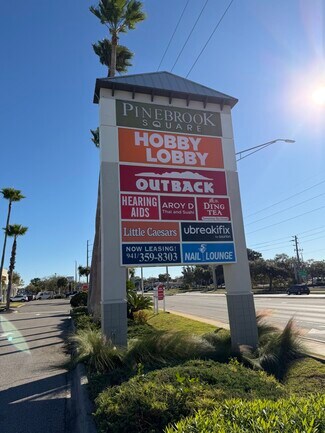 PINEBROOK
SQUARE
HOBBY
LOBBY
OUTBACK
HEARING
AIDS
AROY D
Thai and Sushi
DING
TEA
Little Caesars
ubreakifix
NOW LEASING!
941/359-8303
NAIL LOUNGE